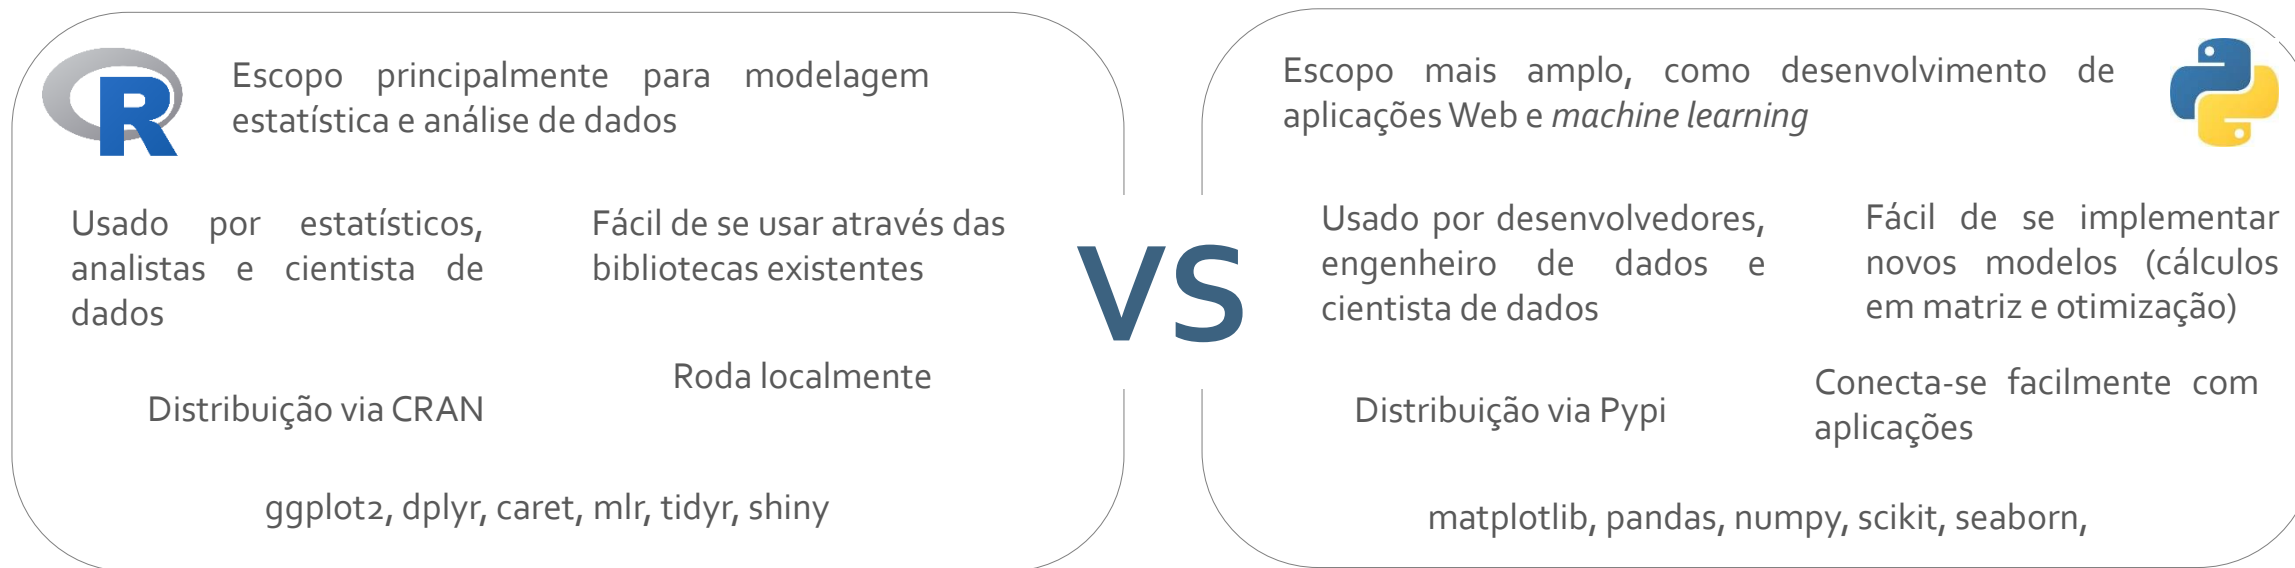 R
Escopo principalmente para modelagem
estatística e análise de dados
Usado por estatísticos,
analistas e cientista de
dados
Fácil de se usar através das
bibliotecas existentes
Distribuição via CRAN
Roda localmente
ggplot2, dplyr, caret, mlr, tidyr, shiny
VS
Escopo mais amplo, como desenvolvimento de
aplicações Web e machine learning
Usado por desenvolvedores,
engenheiro de dados e
cientista de dados
Fácil de se implementar
novos modelos (cálculos
em matriz e otimização)
Distribuição via Pypi
Conecta-se facilmente com
aplicações
matplotlib, pandas, numpy, scikit, seaborn,